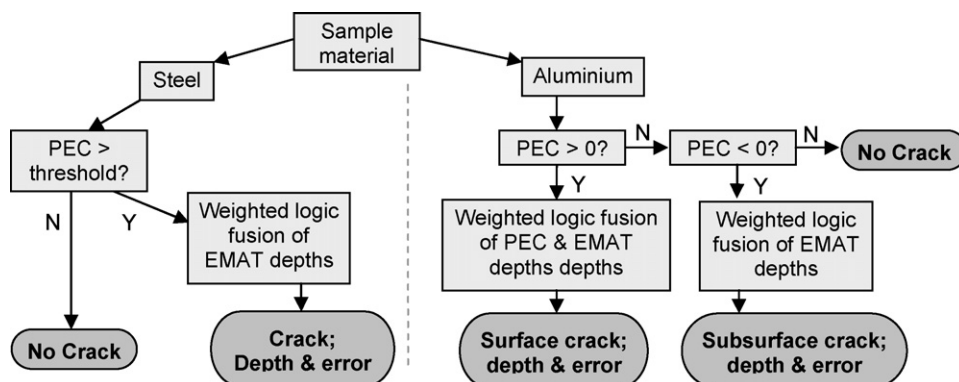 Sample
material
Steel
Aluminium
PEC >
threshold?
PEC > 0?
N
PEC < 0?
N
No Crack
N
Y
Y
Y
Weighted logic
fusion of
EMAT depths
Weighted logic fusion
of PEC & EMAT
depths depths
Weighted logic
fusion of EMAT
depths
No Crack
Crack;
Depth & error
Surface crack;
depth & error
Subsurface crack;
depth & error